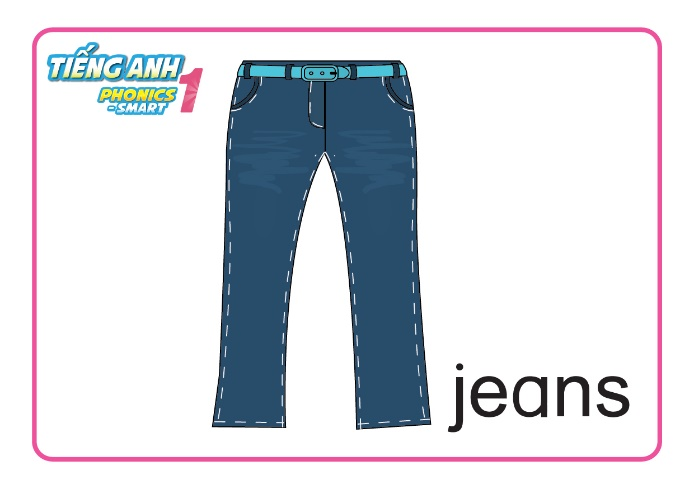 TIẾNG ANH
PHONICS
-SMART 1
jeans